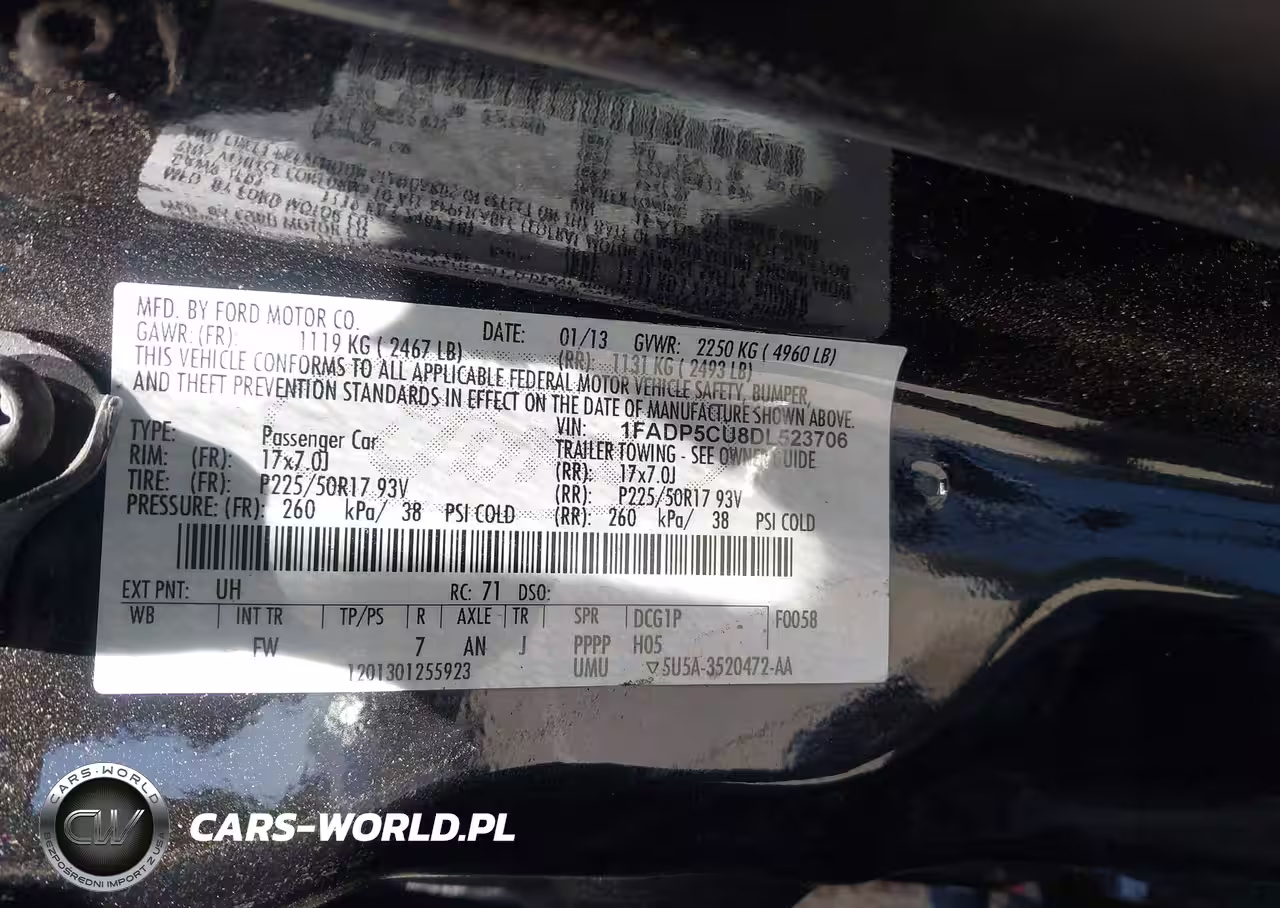 MFD. BY FORD MOTOR CO.
DATE: 01/13 GVWR: 2250 KG ( 4960 LB)
GAWR: (FR): 1119 KG ( 2467 LB) (RR): 1131 KG ( 2493 LB)
THIS VEHICLE CONFORMS TO ALL APPLICABLE FEDERAL MOTOR VEHICLE SAFETY, BUMPER,
AND THEFT PREVENTION STANDARDS IN EFFECT ON THE DATE OF MANUFACTURE SHOWN ABOVE.
VIN: 1FADP5CU8DL523706
TYPE: Passenger Car TRAILER TOWING - SEE OWNER GUIDE
RIM: (FR): 17x7.0J (RR): 17x7.0J
TIRE: (FR): P225/50R17 93V (RR): P225/50R17 93V
PRESSURE: (FR): 260 kPa/ 38 PSI COLD (RR): 260 kPa/ 38 PSI COLD
EXT PNT: UH RC: 71 DSO:
WB INT TR TP/PS R AXLE TR SPR DCG1P F0058
FW 7 AN J PPPP H05
1201301255923 UMU ▽5U5A-3520472-AA
CARS-WORLD
CW
BEZPOŚREDNI IMPORT Z USA
CARS-WORLD.PL